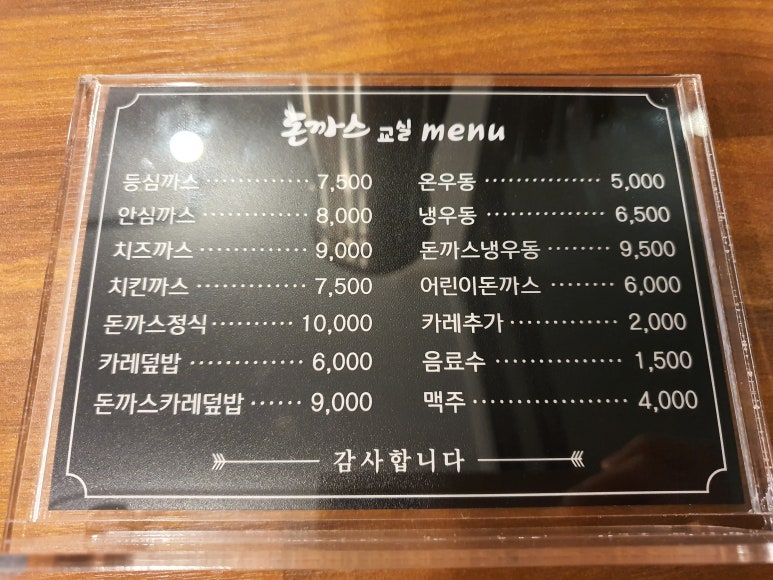 돈까스 교실 menu
등심까스 ············· 7,500
안심까스 ············· 8,000
치즈까스 ············· 9,000
치킨까스 ············· 7,500
돈까스정식 ·········· 10,000
카레덮밥 ············· 6,000
돈까스카레덮밥 ······ 9,000
온우동 ··············· 5,000
냉우동 ··············· 6,500
돈까스냉우동 ········ 9,500
어린이돈까스 ········ 6,000
카레추가 ············· 2,000
음료수 ················ 1,500
맥주 ··················· 4,000
감사합니다